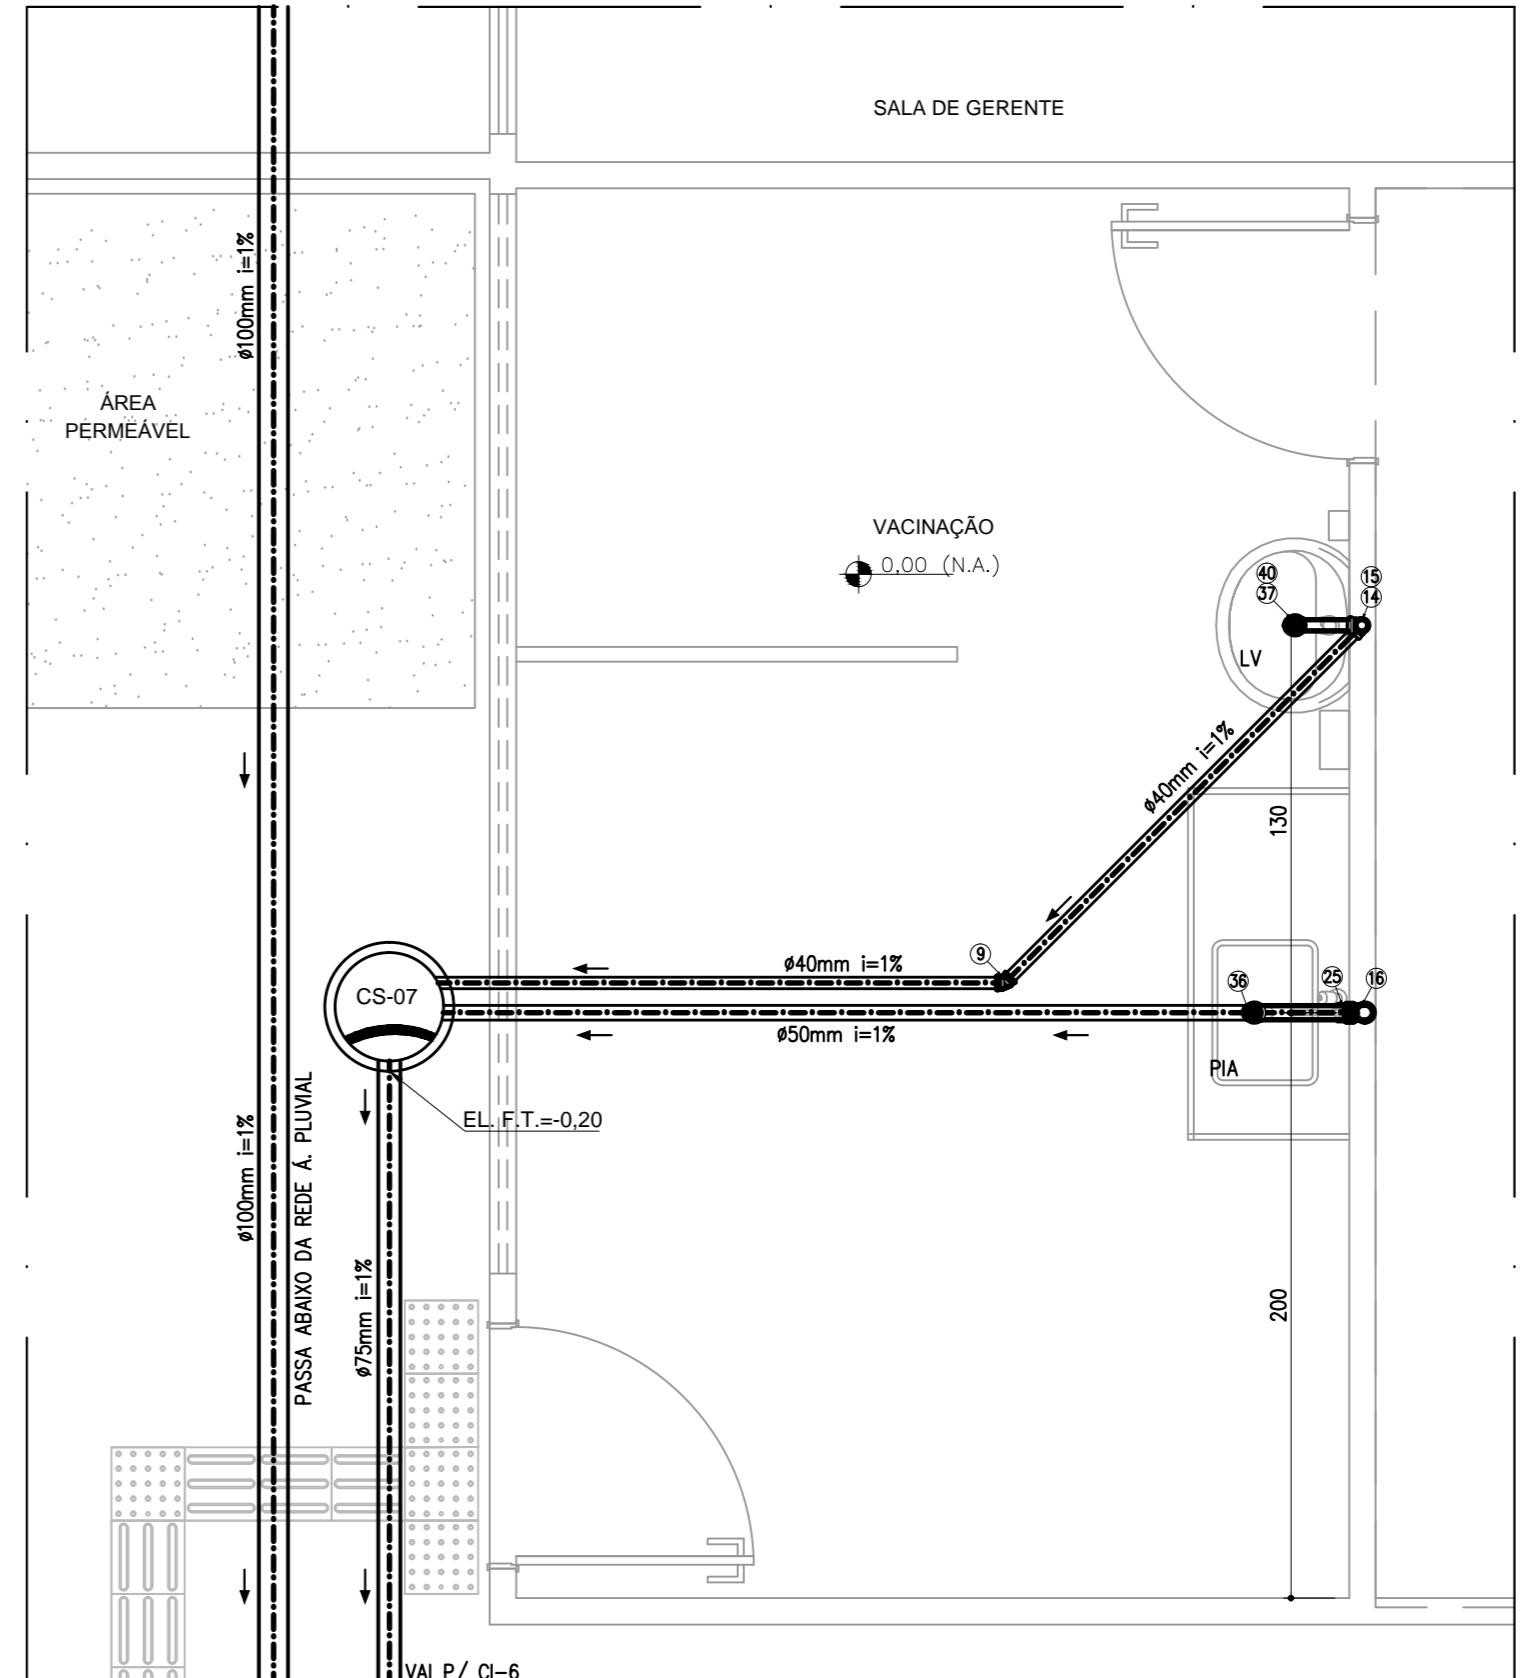 SALA DE GERENTE
ø100mm i=1%
ÁREA
PERMEÁVEL
VACINAÇÃO
0,00 (N.A.)
40
37
15
14
LV
ø40mm i=1%
130
9
ø40mm i=1%
CS-07
36
25
16
ø50mm i=1%
PIA
EL. F.T.=-0,20
ø100mm i=1%
PASSA ABAIXO DA REDE Á. PLUVIAL
ø75mm i=1%
200
VAI P/ CI-6